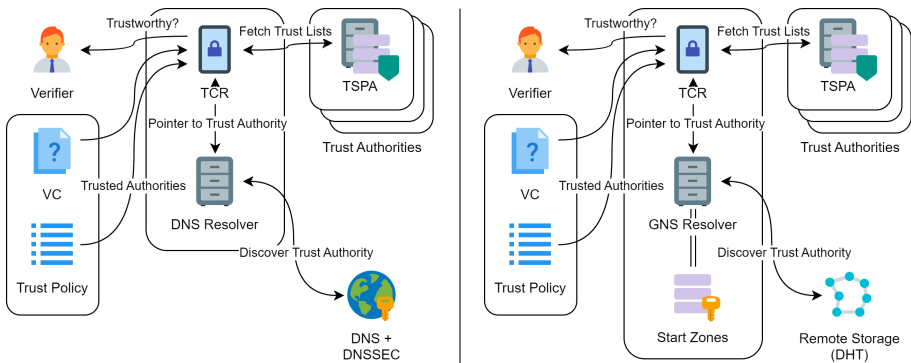 Trustworthy?
Fetch Trust Lists
Verifier
TCR
TSPA
Pointer to Trust Authority
Trust Authorities
?
VC
Trusted Authorities
DNS Resolver
Discover Trust Authority
Trust Policy
DNS +
DNSSEC
Trustworthy?
Fetch Trust Lists
Verifier
TCR
TSPA
Pointer to Trust Authority
Trust Authorities
?
VC
Trusted Authorities
GNS Resolver
Discover Trust Authority
Trust Policy
Start Zones
Remote Storage
(DHT)